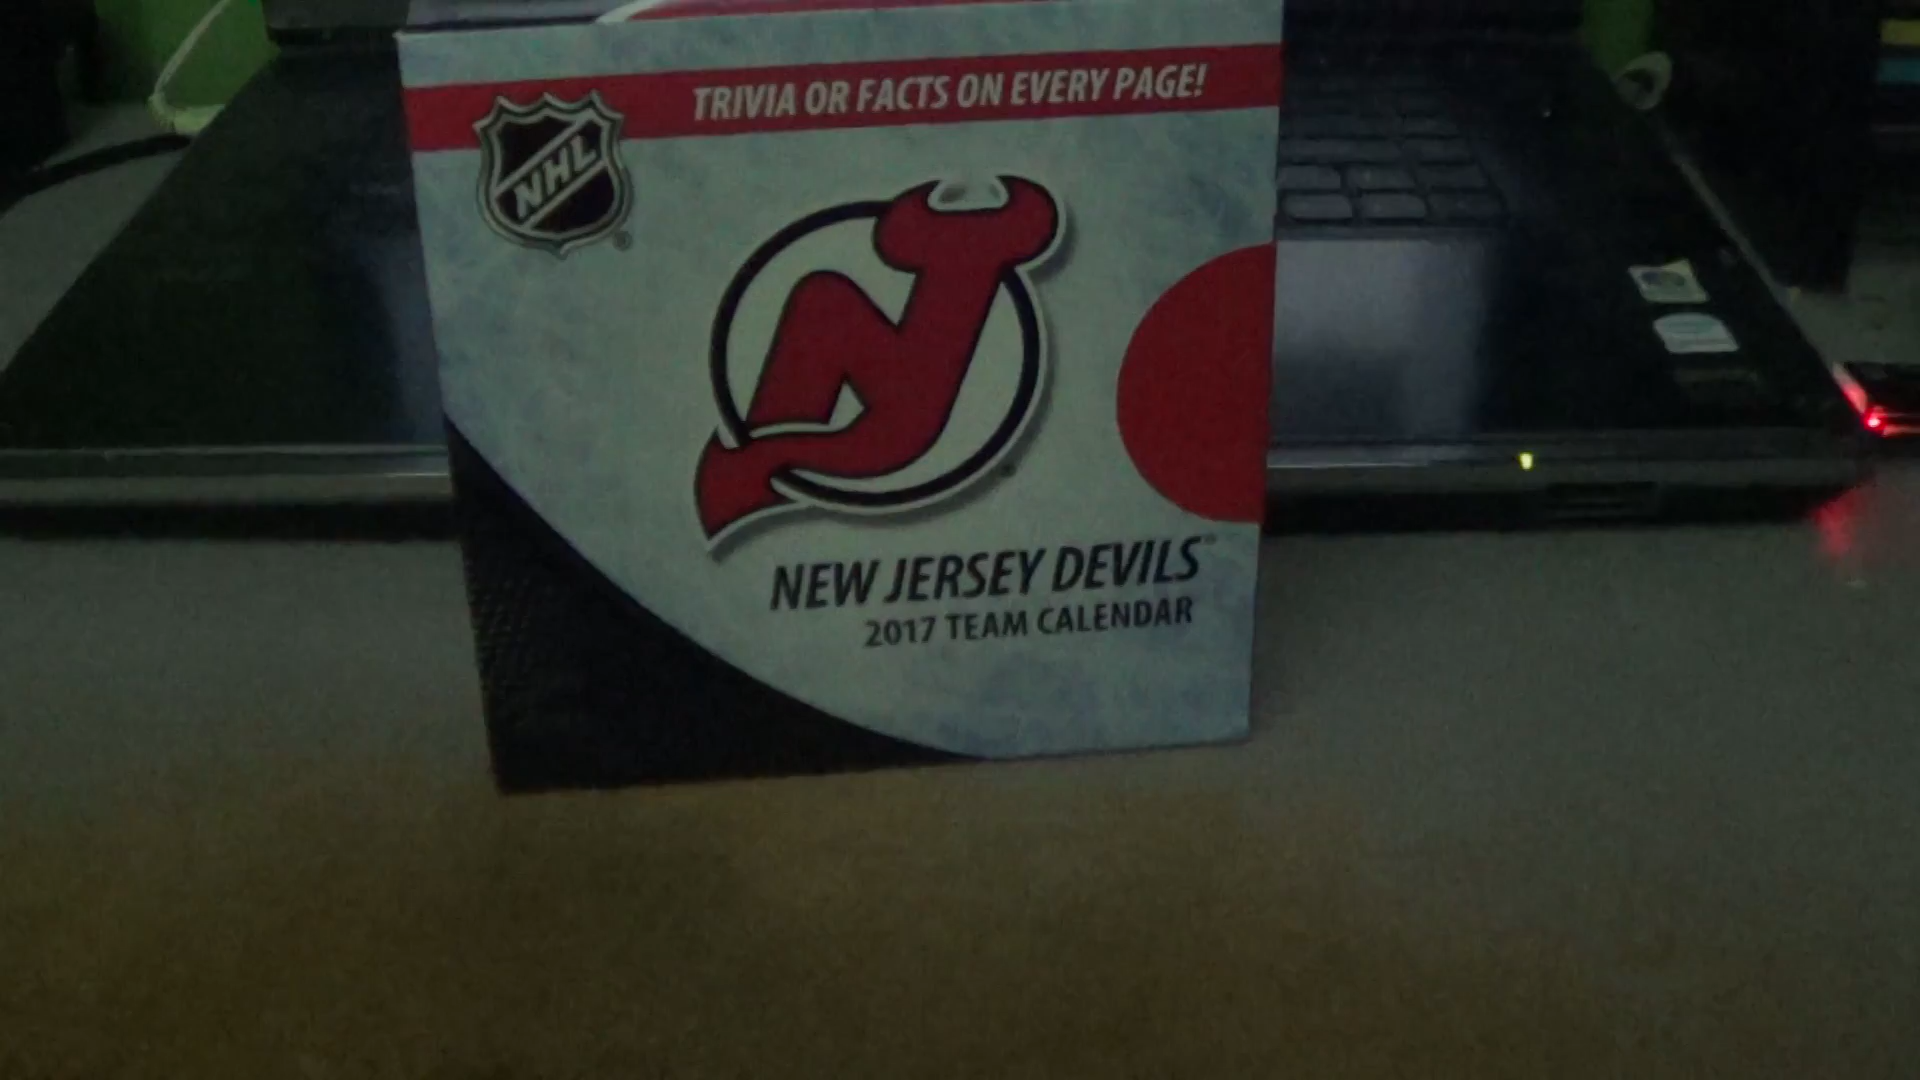 TRIVIA OR FACTS ON EVERY PAGE!
NHL
NEW JERSEY DEVILS
2017 TEAM CALENDAR